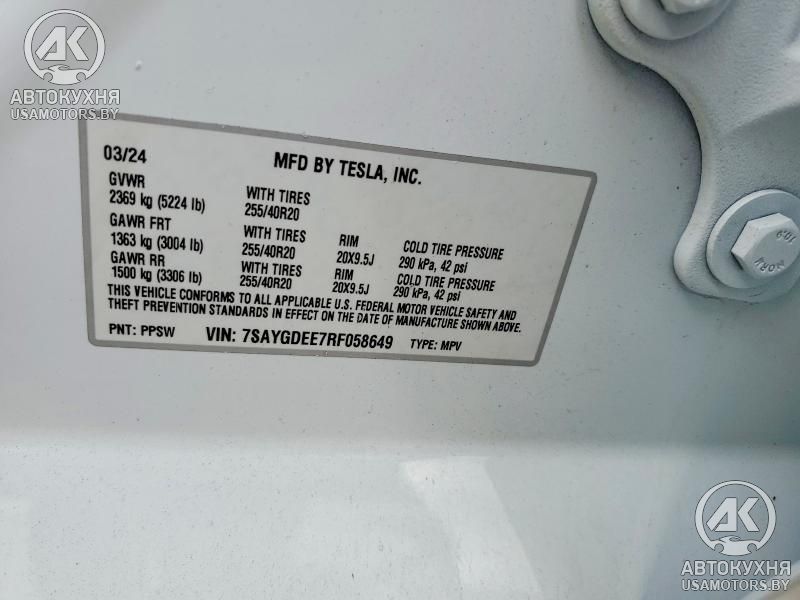 AK
АВТОКУХНЯ
USAMOTORS.BY
03/24 MFD BY TESLA, INC.
GVWR
2369 kg (5224 lb) WITH TIRES 255/40R20
GAWR FRT
1363 kg (3004 lb) WITH TIRES 255/40R20 RIM 20X9.5J COLD TIRE PRESSURE 290 kPa, 42 psi
GAWR RR
1500 kg (3306 lb) WITH TIRES 255/40R20 RIM 20X9.5J COLD TIRE PRESSURE 290 kPa, 42 psi
THIS VEHICLE CONFORMS TO ALL APPLICABLE U.S. FEDERAL MOTOR VEHICLE SAFETY AND
THEFT PREVENTION STANDARDS IN EFFECT ON THE DATE OF MANUFACTURE SHOWN ABOVE.
PNT: PPSW VIN: 7SAYGDEE7RF058649 TYPE: MPV
10.9
AK
АВТОКУХНЯ
USAMOTORS.BY